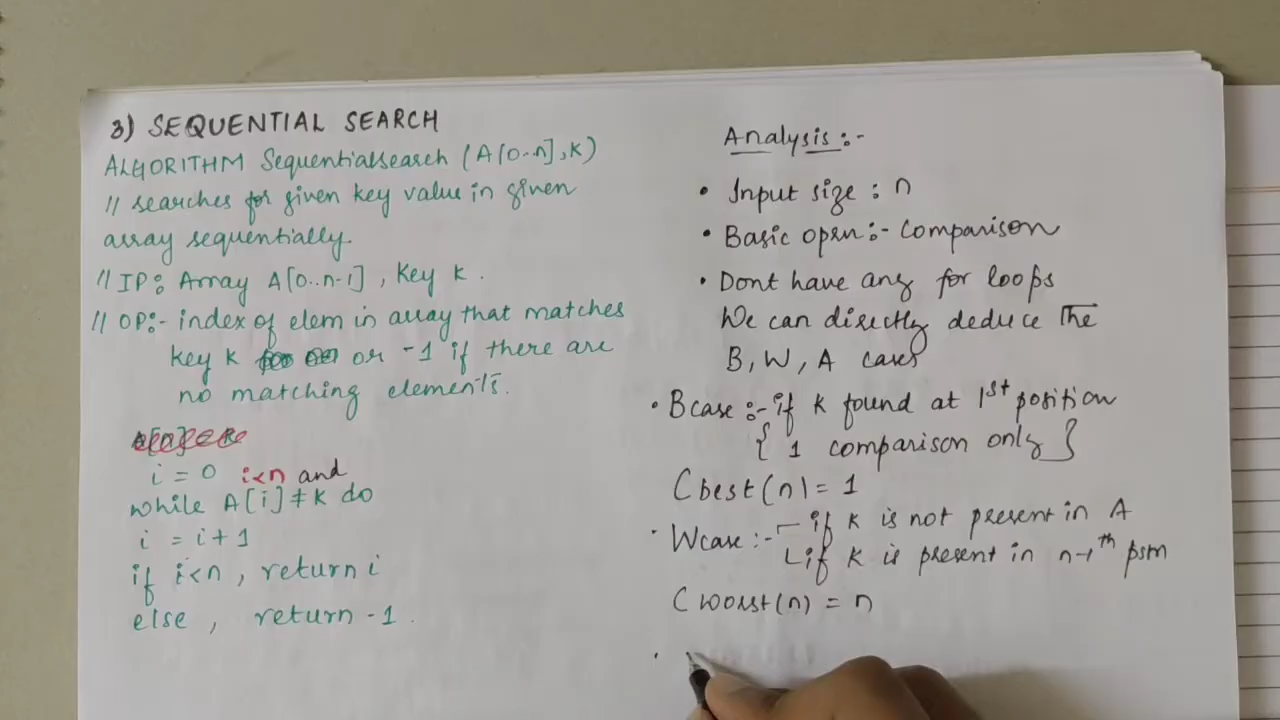 3) SEQUENTIAL SEARCH
ALGORITHM Sequentialsearch (A[0..n], K)
// searches for given key value in given
array sequentially.
// IP: Array A[0..n-1], Key K.
// OP:- index of elem in array that matches
key K or -1 if there are
no matching elements.
i = 0 i<n and
while A[i] ≠ K do
i = i+1
if i<n, return i
else, return -1.
Analysis:-
• Input size: n
• Basic opern:- Comparison
• Dont have any for loops
We can directly deduce the
B, W, A cases
• Bcase:- if K found at 1st position
{ 1 comparison only }
Cbest(n) = 1
• Wcase:- if K is not present in A
if K is present in n-1th pstn
Cworst(n) = n